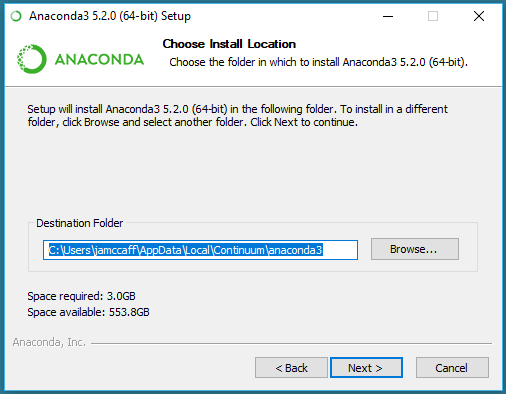 Anaconda3 5.2.0 (64-bit) Setup
ANACONDA
Choose Install Location
Choose the folder in which to install Anaconda3 5.2.0 (64-bit).
Setup will install Anaconda3 5.2.0 (64-bit) in the following folder. To install in a different
folder, click Browse and select another folder. Click Next to continue.
Destination Folder
C:\Users\jamccaff\AppData\Local\Continuum\anaconda3
Browse...
Space required: 3.0GB
Space available: 553.8GB
Anaconda, Inc.
< Back
Next >
Cancel